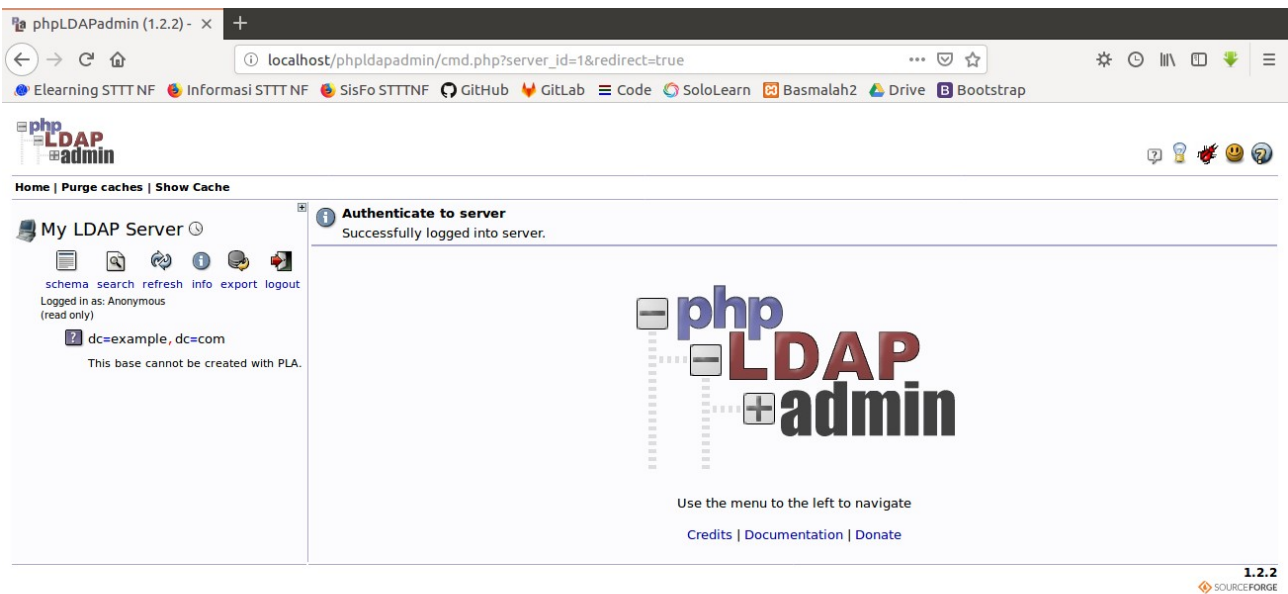 phpLDAPadmin (1.2.2) -
localhost/phpldapadmin/cmd.php?server_id=1&redirect=true
Elearning STTT NF Informasi STTT NF SisFo STTTNF GitHub GitLab Code SoloLearn Basmalah2 Drive Bootstrap
php
LDAP
admin
Home | Purge caches | Show Cache
My LDAP Server
schema search refresh info export logout
Logged in as: Anonymous
(read only)
dc=example,dc=com
This base cannot be created with PLA.
Authenticate to server
Successfully logged into server.
php
LDAP
admin
Use the menu to the left to navigate
Credits | Documentation | Donate
1.2.2
SOURCEFORGE